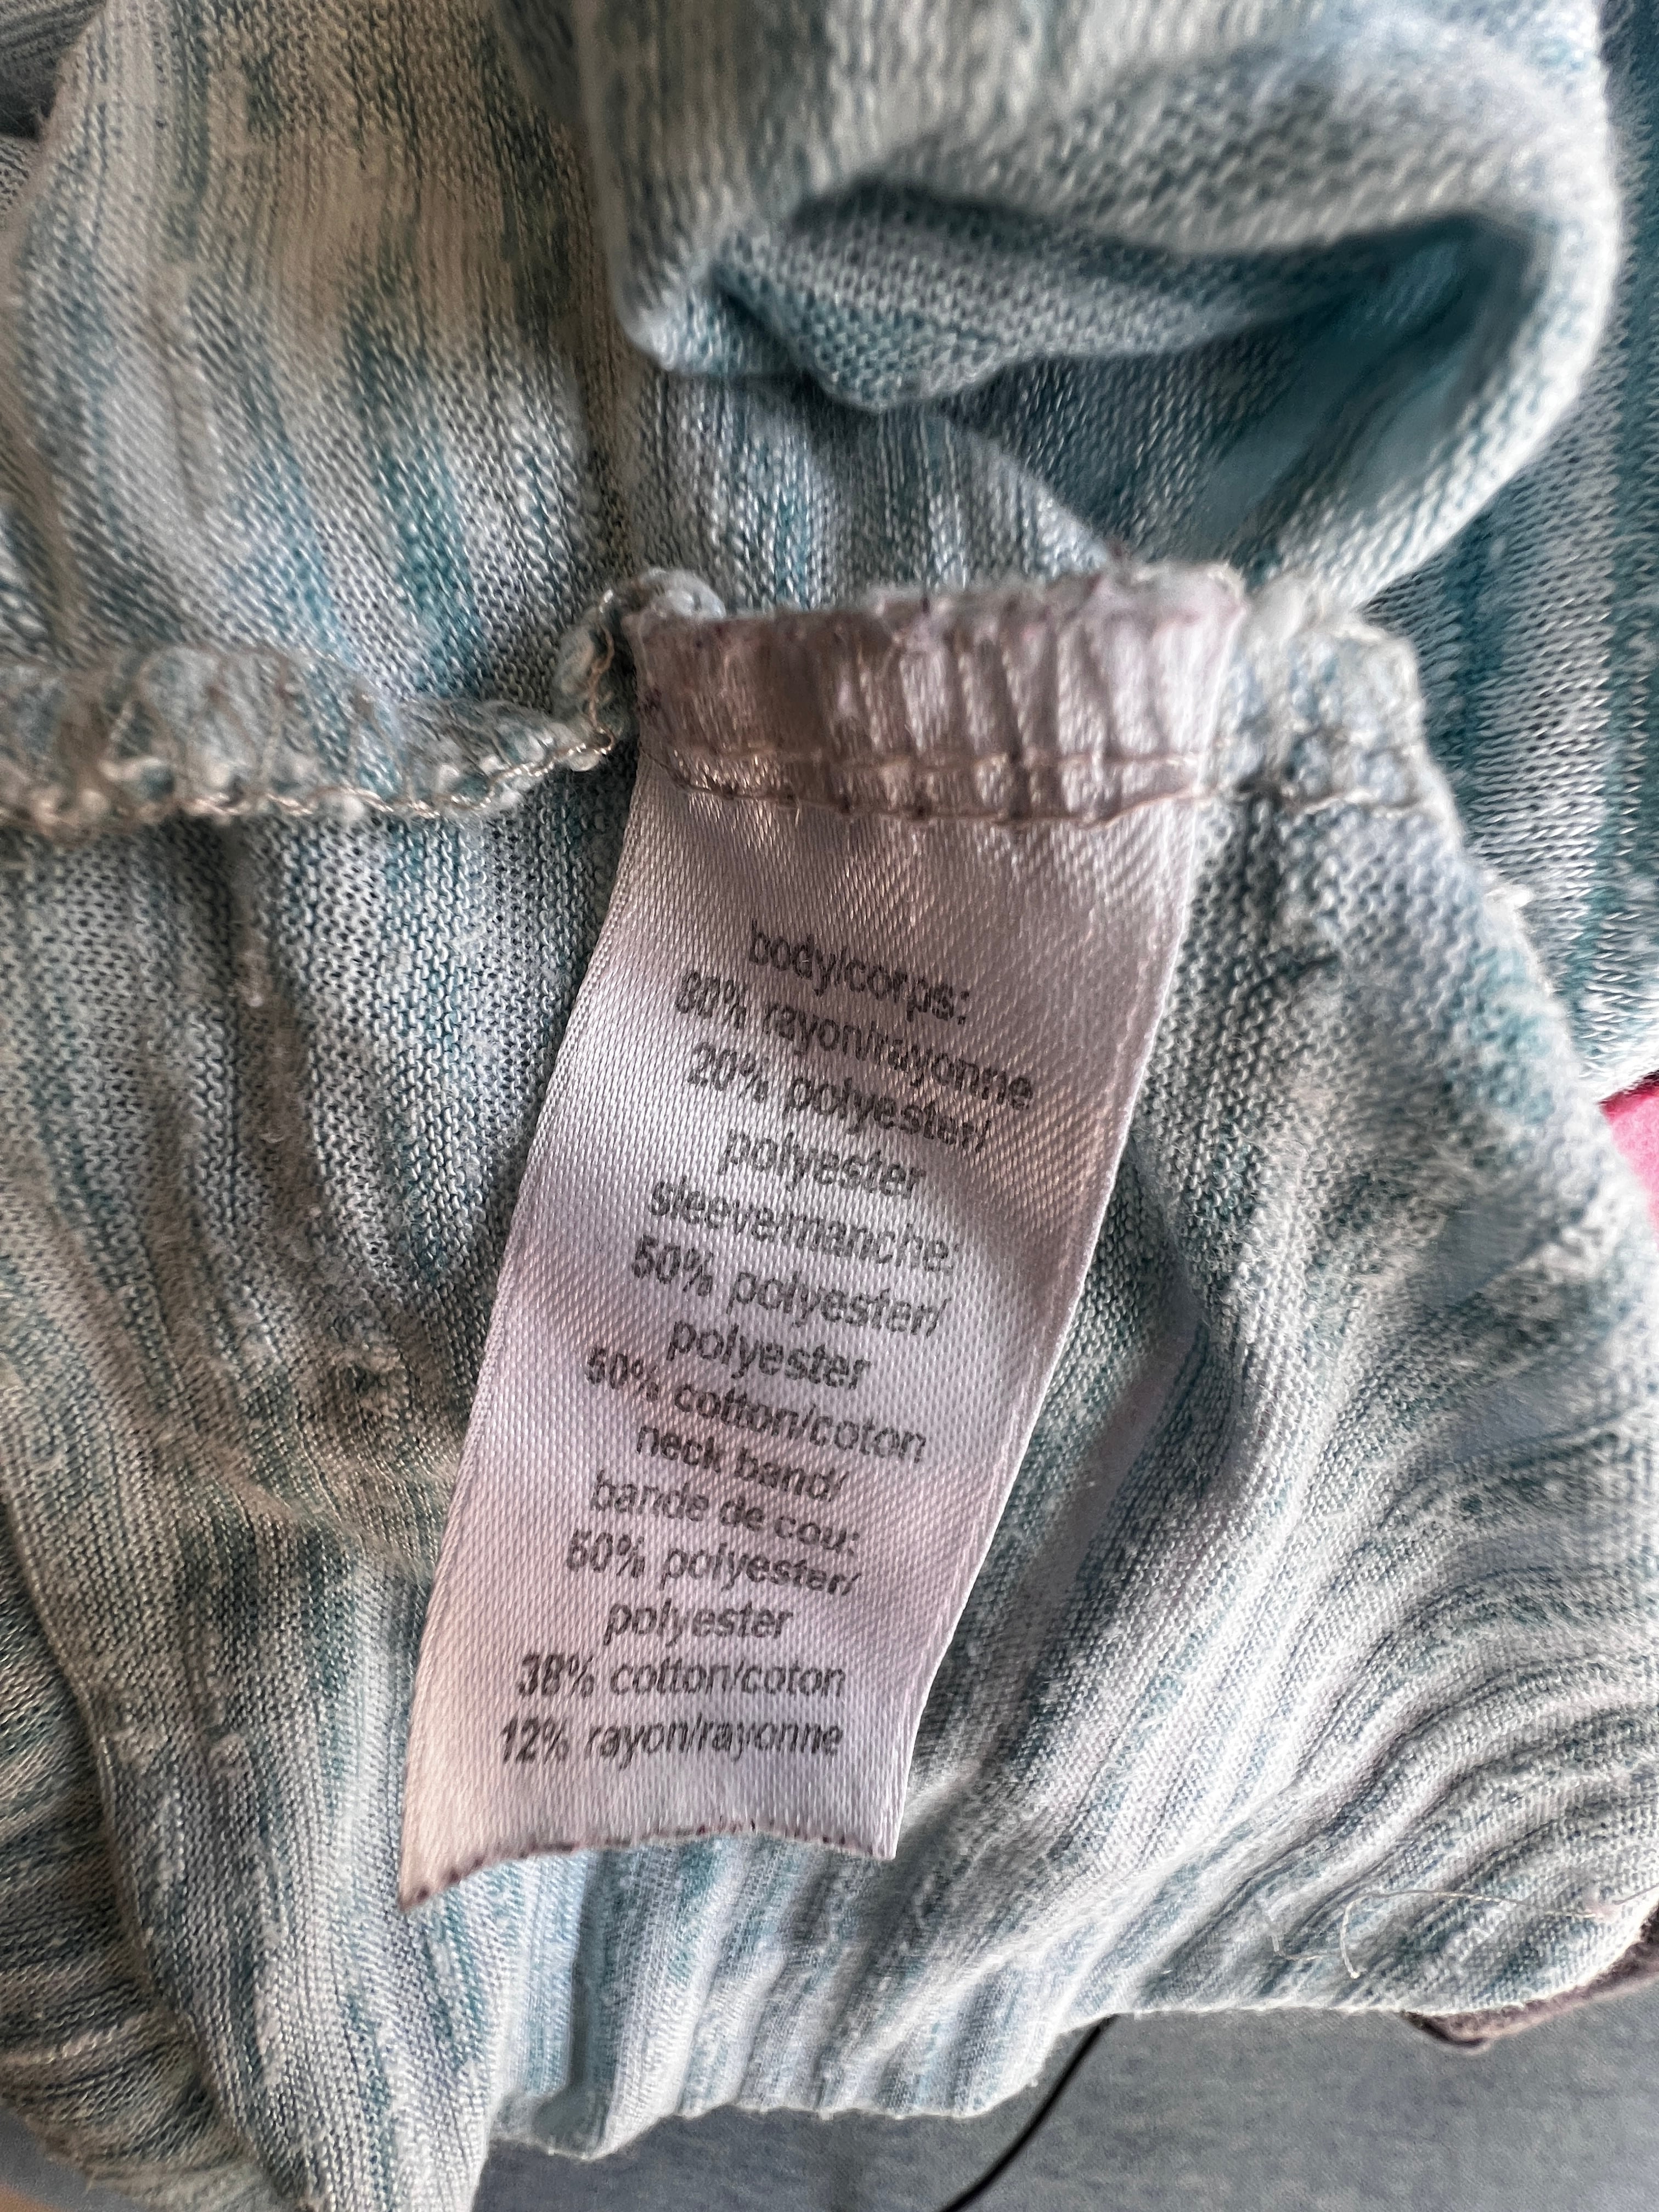 body/corps:
80% rayon/rayonne
20% polyester/
polyester
sleeve/manche:
50% polyester/
polyester
50% cotton/coton
neck band/
bande de cou:
50% polyester/
polyester
38% cotton/coton
12% rayon/rayonne